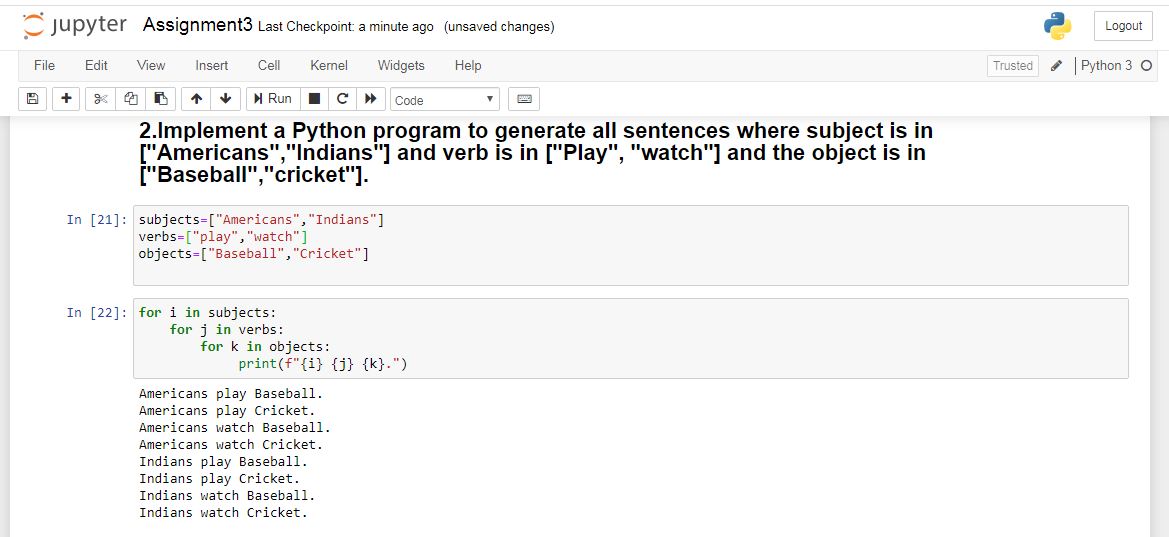 jupyter Assignment3 Last Checkpoint: a minute ago (unsaved changes) Logout
File Edit View Insert Cell Kernel Widgets Help Trusted Python 3
Run Code
2.Implement a Python program to generate all sentences where subject is in
["Americans","Indians"] and verb is in ["Play", "watch"] and the object is in
["Baseball","cricket"].
In [21]: subjects=["Americans","Indians"]
verbs=["play","watch"]
objects=["Baseball","Cricket"]
In [22]: for i in subjects:
for j in verbs:
for k in objects:
print(f"{i} {j} {k}.")
Americans play Baseball.
Americans play Cricket.
Americans watch Baseball.
Americans watch Cricket.
Indians play Baseball.
Indians play Cricket.
Indians watch Baseball.
Indians watch Cricket.